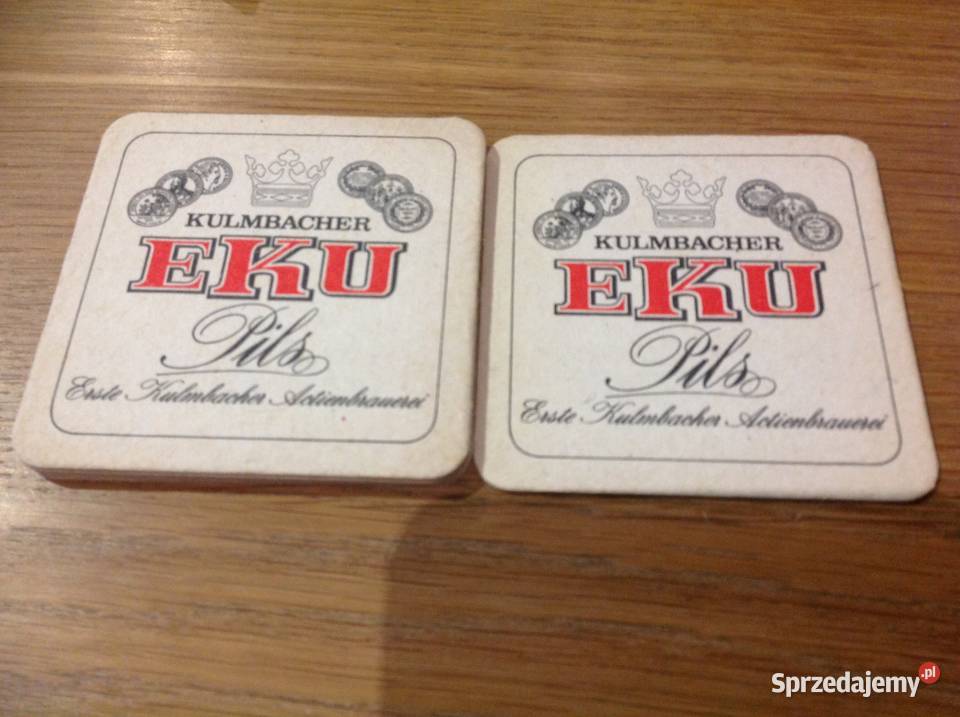 KULMBACHER
EKU
Pils
Erste Kulmbacher Actienbrauerei
KULMBACHER
EKU
Pils
Erste Kulmbacher Actienbrauerei
Sprzedajemy.pl